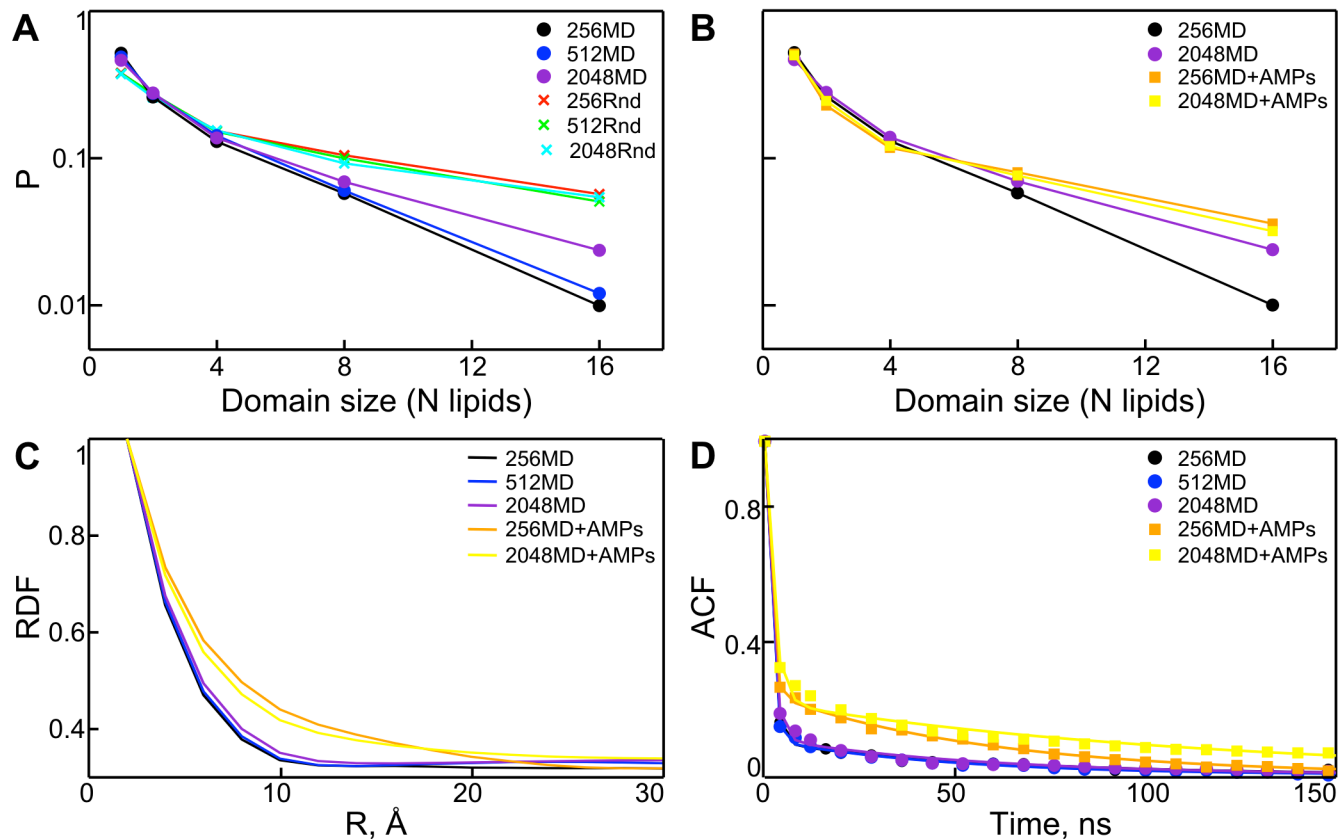 A
1
P
0.1
0.01
256MD
512MD
2048MD
256Rnd
512Rnd
2048Rnd
0 4 8 12 16
Domain size (N lipids)
B
256MD
2048MD
256MD+AMPs
2048MD+AMPs
0 4 8 12 16
Domain size (N lipids)
C
1
0.8
RDF
0.6
0.4
256MD
512MD
2048MD
256MD+AMPs
2048MD+AMPs
0 10 20 30
R, Å
D
0.8
ACF
0.4
0
256MD
512MD
2048MD
256MD+AMPs
2048MD+AMPs
0 50 100 150
Time, ns